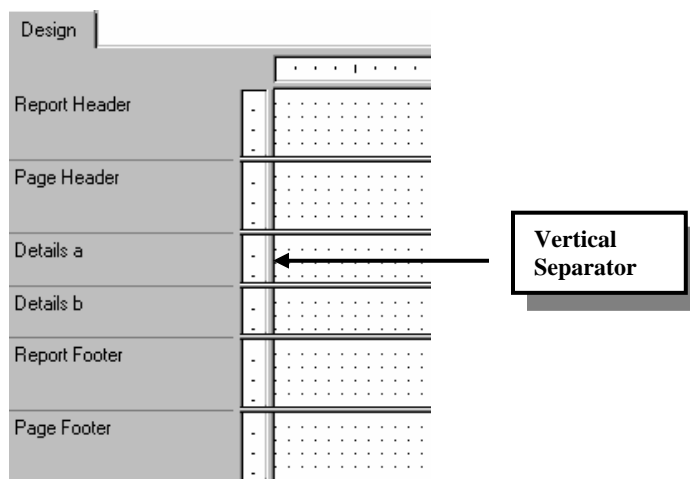 Design
Report Header
Page Header
Details a
Vertical
Separator
Details b
Report Footer
Page Footer